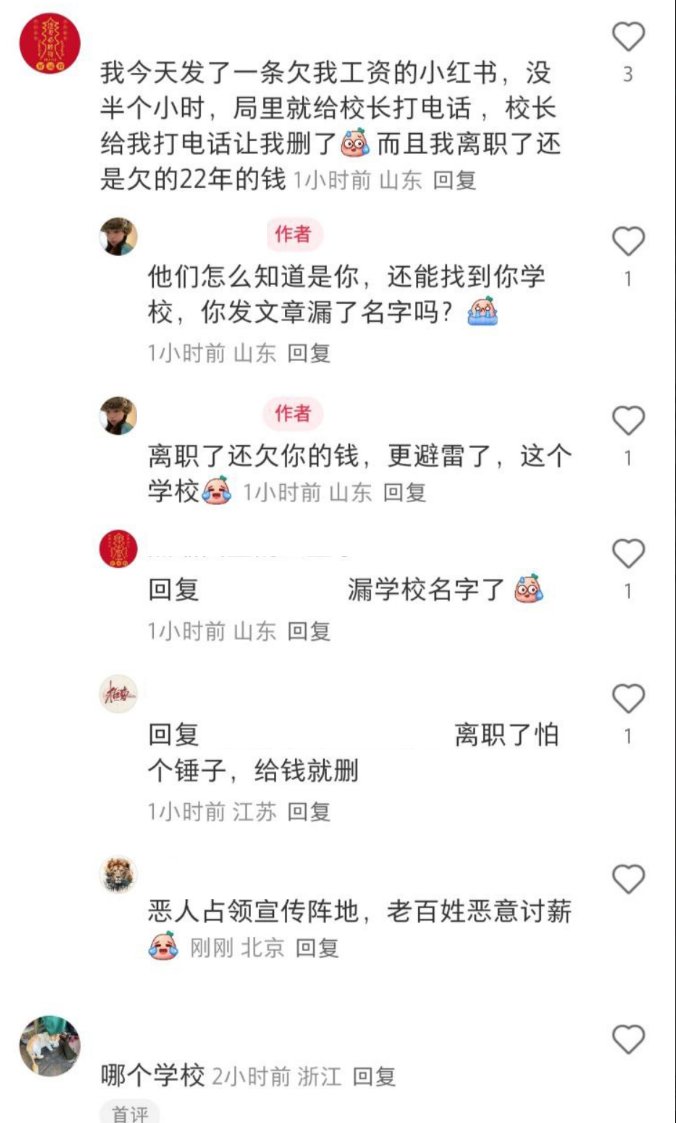 我今天发了一条欠我工资的小红书，没
半个小时，局里就给校长打电话，校长
给我打电话让我删了 而且我离职了还
是欠的22年的钱 1小时前 山东 回复
3
作者
他们怎么知道是你，还能找到你学
校，你发文章漏了名字吗？
1小时前 山东 回复
1
作者
离职了还欠你的钱，更避雷了，这个
学校 1小时前 山东 回复
1
回复 漏学校名字了
1小时前 山东 回复
1
回复 离职了怕
个锤子，给钱就删
1小时前 江苏 回复
1
恶人占领宣传阵地，老百姓恶意讨薪
刚刚 北京 回复
哪个学校 2小时前 浙江 回复
首评